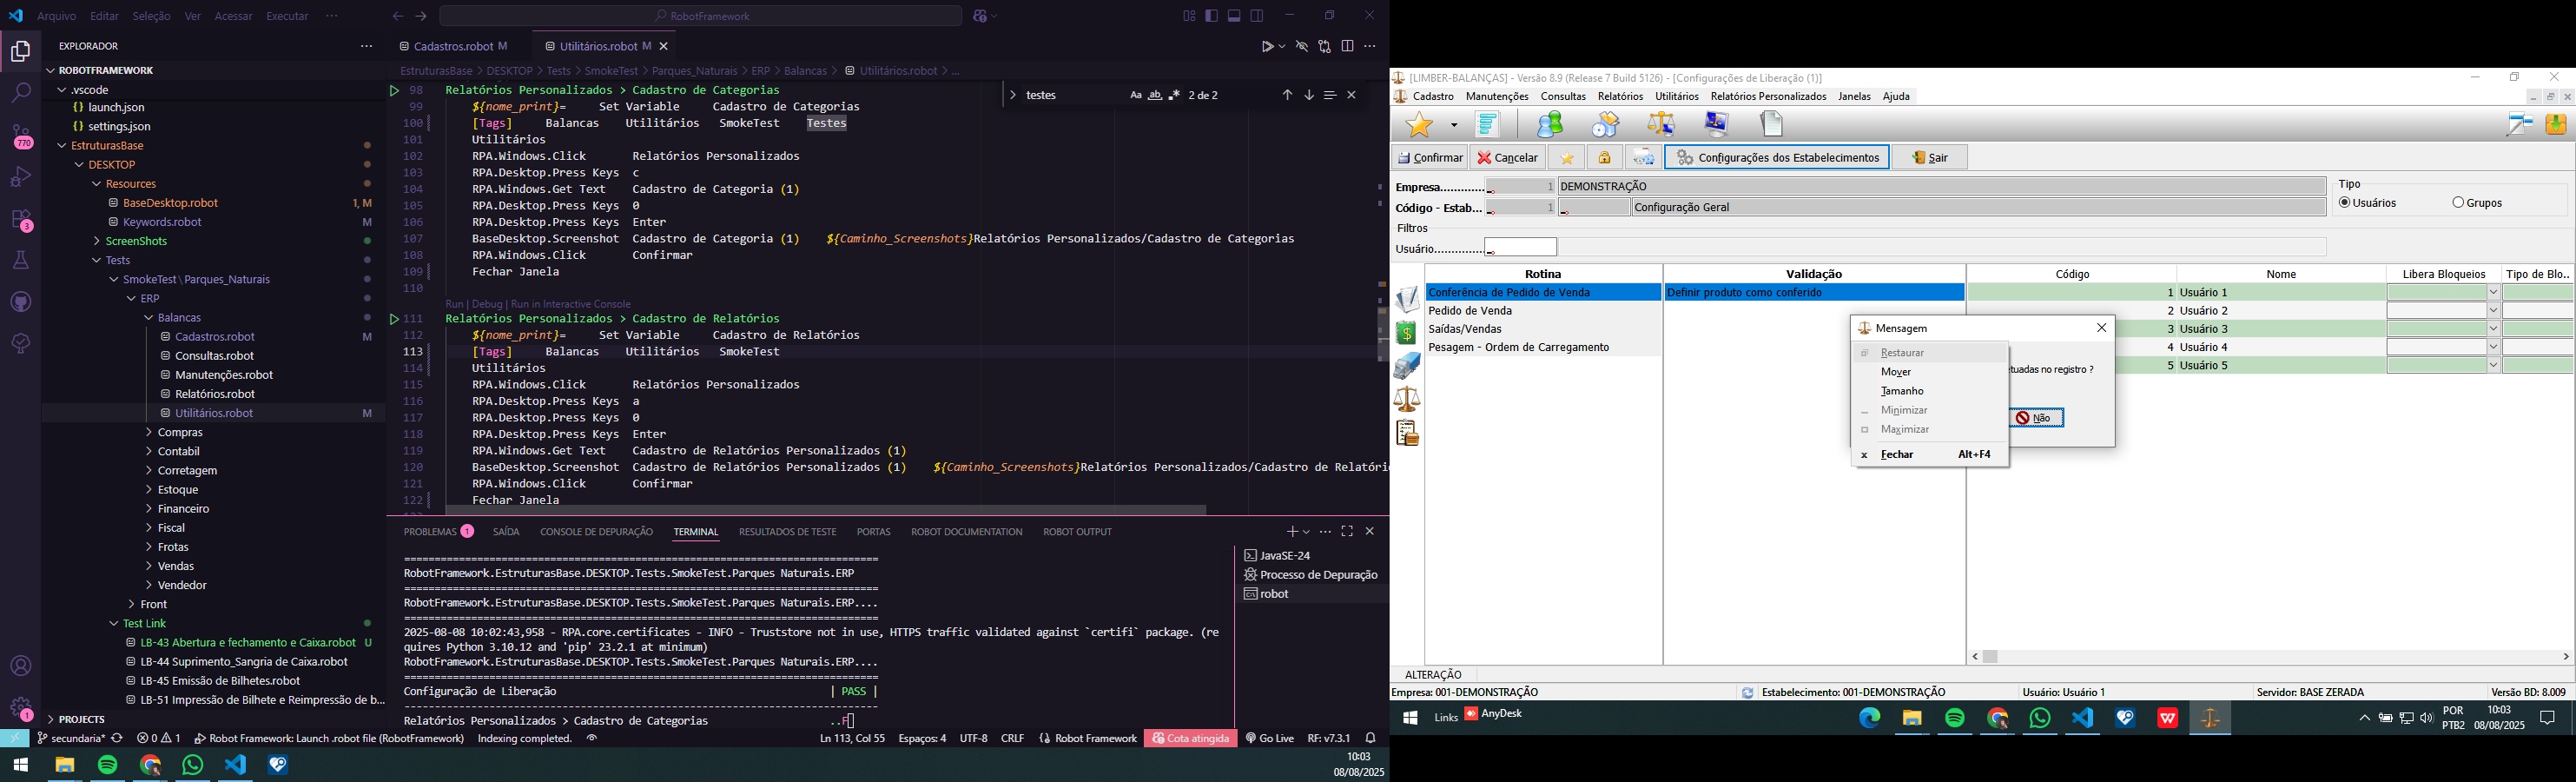 Arquivo Editar Seleção Ver Acessar Executar ···
RobotFramework
EXPLORADOR ···
ROBOTFRAMEWORK
.vscode
launch.json
settings.json
770
EstruturasBase
DESKTOP
Resources
BaseDesktop.robot 1, M
Keywords.robot M
3
ScreenShots
Tests
SmokeTest\Parques_Naturais
ERP
Balancas
Cadastros.robot M
Consultas.robot
Manutenções.robot
Relatórios.robot
Utilitários.robot M
Compras
Contabil
Corretagem
Estoque
Financeiro
Fiscal
Frotas
Vendas
Vendedor
Front
Test Link
LB-43 Abertura e fechamento e Caixa.robot U
LB-44 Suprimento_Sangria de Caixa.robot
LB-45 Emissão de Bilhetes.robot
LB-51 Impressão de Bilhete e Reimpressão de b...
1
PROJECTS
Cadastros.robot M Utilitários.robot M
EstruturasBase > DESKTOP > Tests > SmokeTest > Parques_Naturais > ERP > Balancas > Utilitários.robot > ...
testes Aa ab 2 de 2
98 Relatórios Personalizados > Cadastro de Categorias
99 ${nome_print}= Set Variable Cadastro de Categorias
100 [Tags] Balancas Utilitários SmokeTest Testes
101 Utilitários
102 RPA.Windows.Click Relatórios Personalizados
103 RPA.Desktop.Press Keys c
104 RPA.Windows.Get Text Cadastro de Categoria (1)
105 RPA.Desktop.Press Keys 0
106 RPA.Desktop.Press Keys Enter
107 BaseDesktop.Screenshot Cadastro de Categoria (1) ${Caminho_Screenshots}Relatórios Personalizados/Cadastro de Categorias
108 RPA.Windows.Click Confirmar
109 Fechar Janela
110
Run | Debug | Run in Interactive Console
111 Relatórios Personalizados > Cadastro de Relatórios
112 ${nome_print}= Set Variable Cadastro de Relatórios
113 [Tags] Balancas Utilitários SmokeTest
114 Utilitários
115 RPA.Windows.Click Relatórios Personalizados
116 RPA.Desktop.Press Keys a
117 RPA.Desktop.Press Keys 0
118 RPA.Desktop.Press Keys Enter
119 RPA.Windows.Get Text Cadastro de Relatórios Personalizados (1)
120 BaseDesktop.Screenshot Cadastro de Relatórios Personalizados (1) ${Caminho_Screenshots}Relatórios Personalizados/Cadastro de Relatório
121 RPA.Windows.Click Confirmar
122 Fechar Janela
PROBLEMAS 1 SAÍDA CONSOLE DE DEPURAÇÃO TERMINAL RESULTADOS DE TESTE PORTAS ROBOT DOCUMENTATION ROBOT OUTPUT
==============================================================================
RobotFramework.EstruturasBase.DESKTOP.Tests.SmokeTest.Parques Naturais.ERP
==============================================================================
RobotFramework.EstruturasBase.DESKTOP.Tests.SmokeTest.Parques Naturais.ERP....
==============================================================================
2025-08-08 10:02:43,958 - RPA.core.certificates - INFO - Truststore not in use, HTTPS traffic validated against `certifi` package. (re
quires Python 3.10.12 and 'pip' 23.2.1 at minimum)
RobotFramework.EstruturasBase.DESKTOP.Tests.SmokeTest.Parques Naturais.ERP....
==============================================================================
Configuração de Liberação | PASS |
------------------------------------------------------------------------------
Relatórios Personalizados > Cadastro de Categorias ..F
JavaSE-24
Processo de Depuração
robot
secundaria* 0 1 Robot Framework: Launch .robot file (RobotFramework) Indexing completed. Ln 113, Col 55 Espaços: 4 UTF-8 CRLF Robot Framework Cota atingida Go Live RF: v7.3.1
10:03
08/08/2025
[LIMBER-BALANÇAS] - Versão 8.9 (Release 7 Build 5126) - [Configurações de Liberação (1)]
Cadastro Manutenções Consultas Relatórios Utilitários Relatórios Personalizados Janelas Ajuda
Confirmar Cancelar Configurações dos Estabelecimentos Sair
Empresa............. 1 DEMONSTRAÇÃO
Código - Estab... 1 Configuração Geral
Tipo
Usuários Grupos
Filtros
Usuário...............
Rotina Validação Código Nome Libera Bloqueios Tipo de Blo..
Conferência de Pedido de Venda Definir produto como conferido 1 Usuário 1
Pedido de Venda 2 Usuário 2
Saídas/Vendas 3 Usuário 3
Pesagem - Ordem de Carregamento 4 Usuário 4
5 Usuário 5
Mensagem
Restaurar
Mover
Tamanho
Minimizar
Maximizar
Fechar Alt+F4
etuadas no registro ?
Não
ALTERAÇÃO
Empresa: 001-DEMONSTRAÇÃO Estabelecimento: 001-DEMONSTRAÇÃO Usuário: Usuário 1 Servidor: BASE ZERADA Versão BD: 8.009
Links AnyDesk
POR
PTB2
10:03
08/08/2025